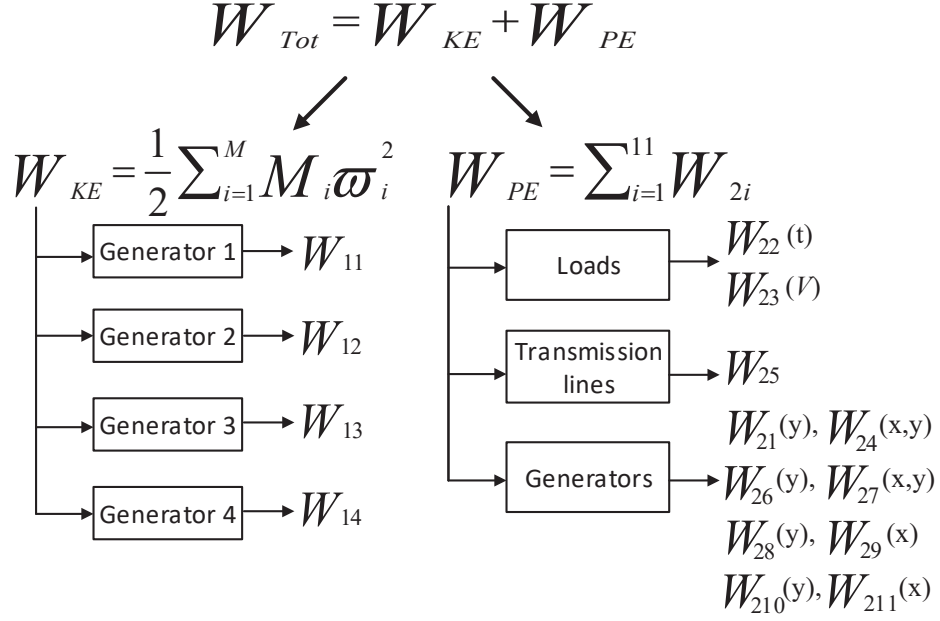 W_Tot = W_KE + W_PE
W_KE = 1/2 ∑_{i=1}^{M} M_i ϖ_i^2
W_PE = ∑_{i=1}^{11} W_{2i}
Generator 1
W_11
Generator 2
W_12
Generator 3
W_13
Generator 4
W_14
Loads
W_22 (t)
W_23 (V)
Transmission
lines
W_25
Generators
W_21(y), W_24(x,y)
W_26(y), W_27(x,y)
W_28(y), W_29(x)
W_210(y), W_211(x)